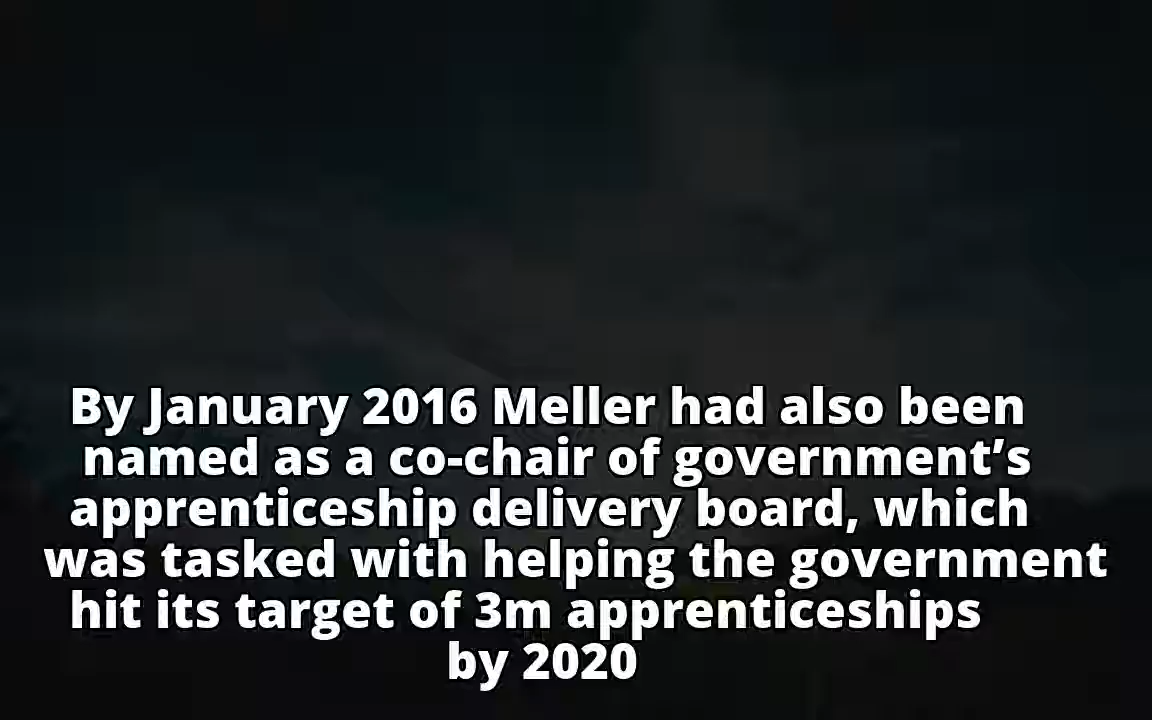 By January 2016 Meller had also been
named as a co-chair of government’s
apprenticeship delivery board, which
was tasked with helping the government
hit its target of 3m apprenticeships
by 2020